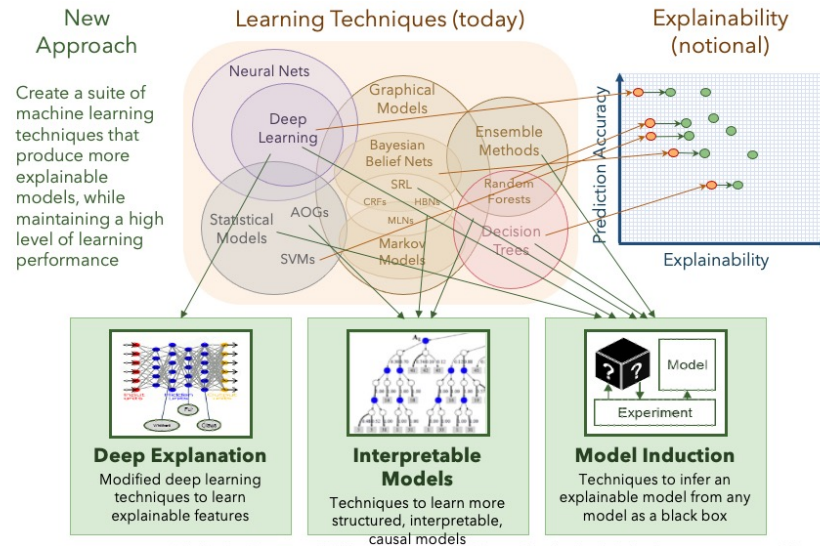 New
Approach
Create a suite of
machine learning
techniques that
produce more
explainable
models, while
maintaining a high
level of learning
performance
Learning Techniques (today)
Neural Nets
Deep
Learning
Graphical
Models
Bayesian
Belief Nets
SRL
CRFs
HBNs
MLNs
Markov
Models
Ensemble
Methods
Random
Forests
Decision
Trees
Statistical
Models
AOGs
SVMs
Explainability
(notional)
Prediction Accuracy
Explainability
Deep Explanation
Modified deep learning
techniques to learn
explainable features
Interpretable
Models
Techniques to learn more
structured, interpretable,
causal models
? ?
Model
Experiment
Model Induction
Techniques to infer an
explainable model from any
model as a black box